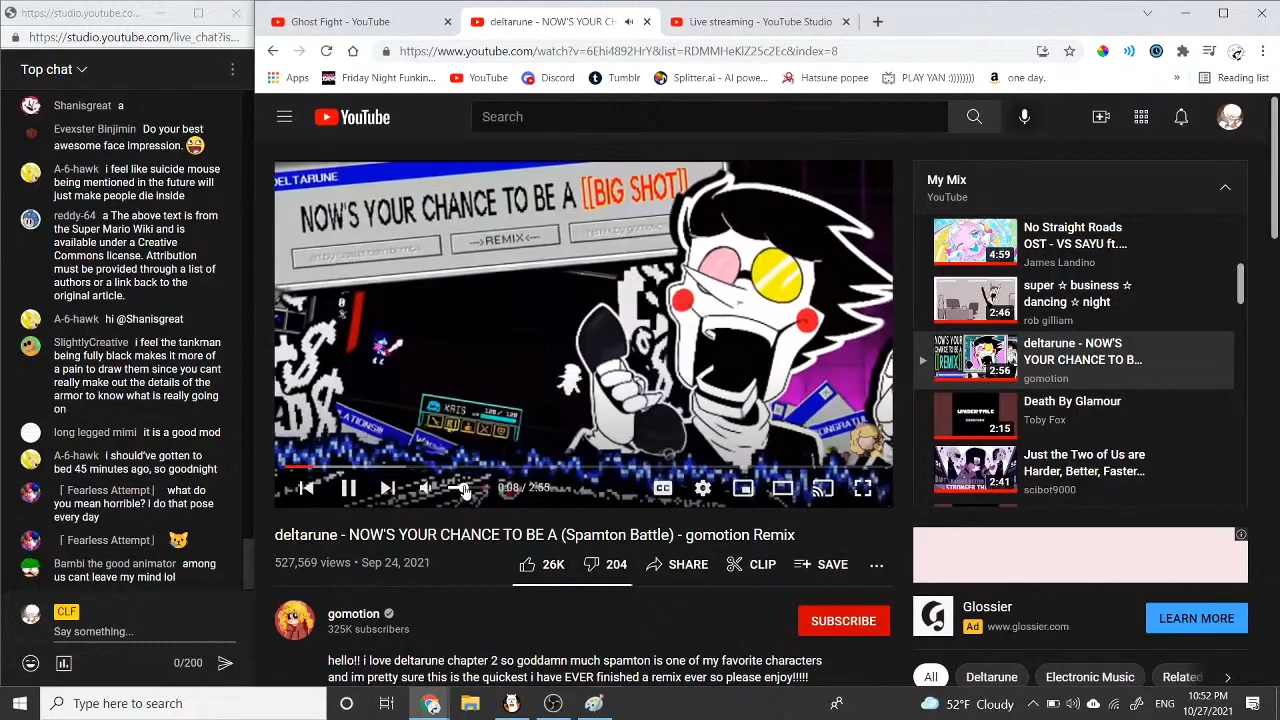 https://studio.youtube.co...
https://studio.youtube.com/live_chat?is...
Top chat
Shanisgreat a
Evexster Binjimin Do your best
awesome face impression.
A-6-hawk i feel like suicide mouse
being mentioned in the future will
just make people die inside
reddy-64 a The above text is from
the Super Mario Wiki and is
available under a Creative
Commons license. Attribution
must be provided through a list of
authors or a link back to the
original article.
A-6-hawk hi @Shanisgreat
SlightlyCreative i feel the tankman
being fully black makes it more of
a pain to draw them since you cant
really make out the details of the
armor to know what is really going
on
long legged mimi it is a good mod
A-6-hawk i should've gotten to
bed 45 minutes ago, so goodnight
「 Fearless Attempt」 what do
you mean horrible? i do that pose
every day
「 Fearless Attempt」
Bambi the good animator among
us cant leave my mind lol
CLF
Say something...
0/200
Ghost Fight - YouTube
deltarune - NOW'S YOUR CH
Live streaming - YouTube Studio
https://www.youtube.com/watch?v=6Ehi4892HrY&list=RDMMHeKlZ25c2Ec&index=8
Apps
Friday Night Funkin...
YouTube
Discord
Tumblr
Splitter.ai - AI powe...
Hatsune popee
PLAY YAN :))))))))
one day.
»
Reading list
YouTube
Search
DELTARUNE
NOW'S YOUR CHANCE TO BE A [[BIG SHOT]]
-->REMIX<--
KRIS
120 / 120
LATIONS!!!
CONGRATUL
0:08 / 2:55
CC
deltarune - NOW'S YOUR CHANCE TO BE A (Spamton Battle) - gomotion Remix
527,569 views • Sep 24, 2021
26K
204
SHARE
CLIP
SAVE
gomotion
325K subscribers
SUBSCRIBE
hello!! i love deltarune chapter 2 so goddamn much spamton is one of my favorite characters
and im pretty sure this is the quickest i have EVER finished a remix ever so please enjoy!!!!!
My Mix
YouTube
No Straight Roads
OST - VS SAYU ft....
James Landino
4:59
super ☆ business ☆
dancing ☆ night
rob gilliam
2:46
deltarune - NOW'S
YOUR CHANCE TO B...
gomotion
2:56
Death By Glamour
Toby Fox
UNDERTALE
2:15
Just the Two of Us are
Harder, Better, Faster...
scibot9000
2:41
Glossier
Ad www.glossier.com
LEARN MORE
All
Deltarune
Electronic Music
Related
Type here to search
52°F Cloudy
ENG
10:52 PM
10/27/2021